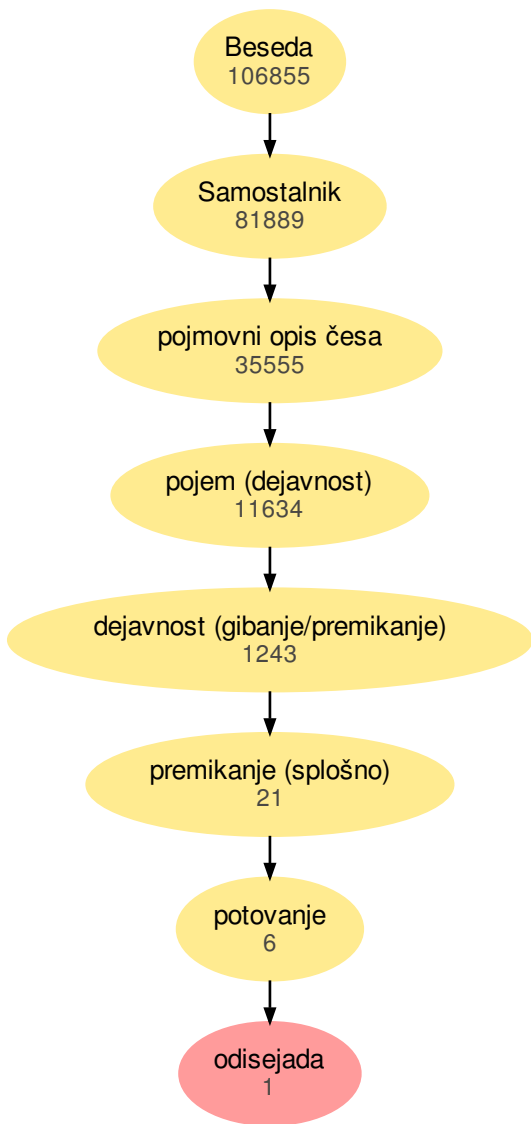 Beseda
106855
Samostalnik
81889
pojmovni opis česa
35555
pojem (dejavnost)
11634
dejavnost (gibanje/premikanje)
1243
premikanje (splošno)
21
potovanje
6
odisejada
1